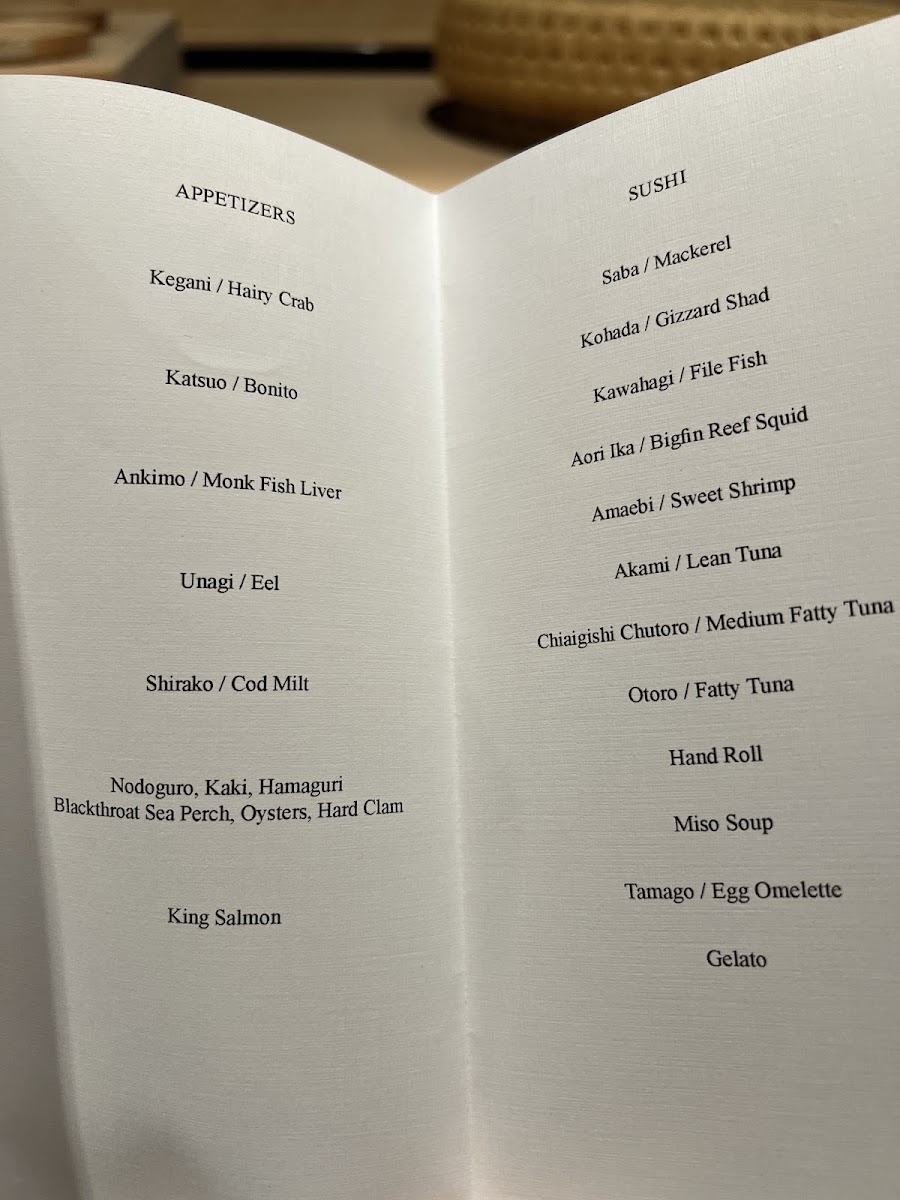 APPETIZERS
Kegani / Hairy Crab
Katsuo / Bonito
Ankimo / Monk Fish Liver
Unagi / Eel
Shirako / Cod Milt
Nodoguro, Kaki, Hamaguri
Blackthroat Sea Perch, Oysters, Hard Clam
King Salmon
SUSHI
Saba / Mackerel
Kohada / Gizzard Shad
Kawahagi / File Fish
Aori Ika / Bigfin Reef Squid
Amaebi / Sweet Shrimp
Akami / Lean Tuna
Chiaigishi Chutoro / Medium Fatty Tuna
Otoro / Fatty Tuna
Hand Roll
Miso Soup
Tamago / Egg Omelette
Gelato